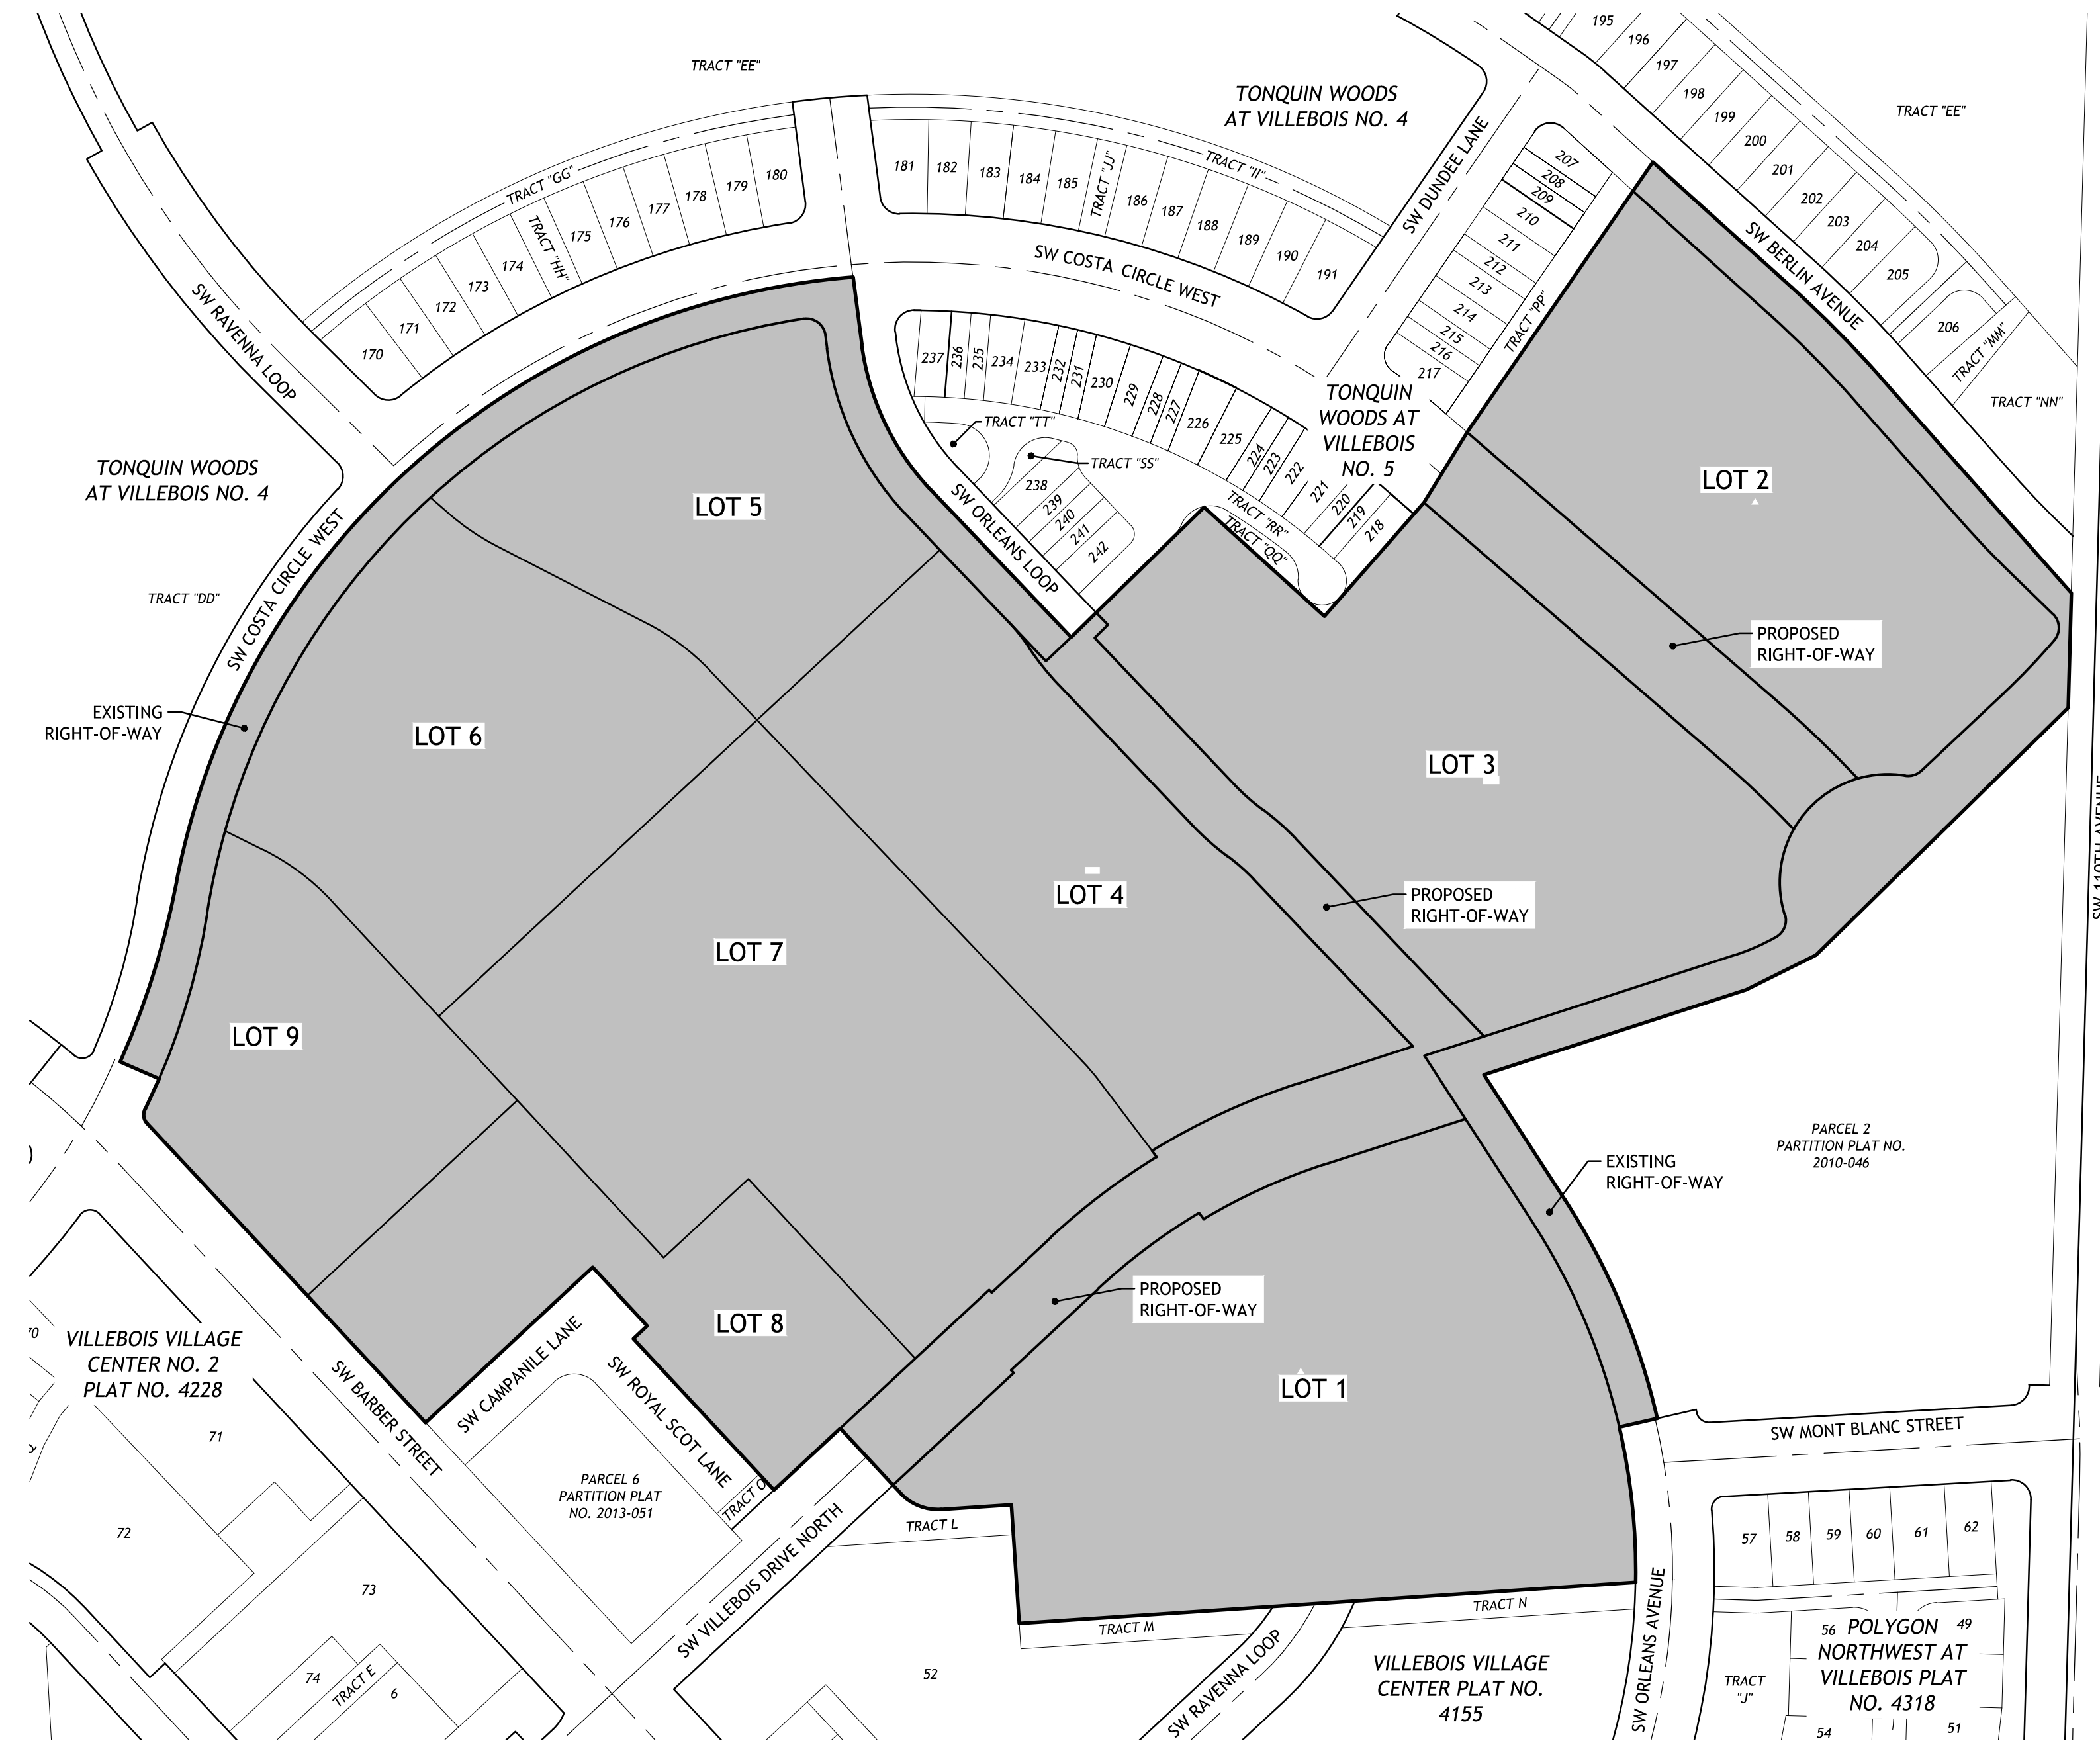 195
196
197
198
199
200
201
202
203
204
205
206
TRACT "EE"
TRACT "EE"
TONQUIN WOODS
AT VILLEBOIS NO. 4
TRACT "GG"
TRACT "HH"
170
171
172
173
174
175
176
177
178
179
180
181
182
183
184
185
TRACT "JJ"
TRACT "II"
186
187
188
189
190
191
SW DUNDEE LANE
207
208
209
210
211
212
213
214
215
216
217
TRACT "PP"
SW BERLIN AVENUE
TRACT "MM"
TRACT "NN"
SW COSTA CIRCLE WEST
SW RAVENNA LOOP
237
236
235
234
233
232
231
230
229
228
227
226
225
224
223
222
221
220
219
218
TONQUIN
WOODS AT
VILLEBOIS
NO. 5
TRACT "TT"
TRACT "SS"
238
239
240
241
242
TRACT "RR"
TRACT "QQ"
SW ORLEANS LOOP
TONQUIN WOODS
AT VILLEBOIS NO. 4
TRACT "DD"
SW COSTA CIRCLE WEST
EXISTING
RIGHT-OF-WAY
LOT 5
LOT 2
PROPOSED
RIGHT-OF-WAY
LOT 6
LOT 3
LOT 4
PROPOSED
RIGHT-OF-WAY
LOT 7
LOT 9
SW 110TH AVENUE
PARCEL 2
PARTITION PLAT NO.
2010-046
EXISTING
RIGHT-OF-WAY
PROPOSED
RIGHT-OF-WAY
LOT 8
LOT 1
VILLEBOIS VILLAGE
CENTER NO. 2
PLAT NO. 4228
SW BARBER STREET
SW CAMPANILE LANE
SW ROYAL SCOT LANE
PARCEL 6
PARTITION PLAT
NO. 2013-051
TRACT O
SW VILLEBOIS DRIVE NORTH
TRACT L
TRACT M
TRACT N
SW MONT BLANC STREET
71
72
73
74
TRACT E
6
52
SW RAVENNA LOOP
VILLEBOIS VILLAGE
CENTER PLAT NO.
4155
SW ORLEANS AVENUE
57
58
59
60
61
62
56
49
POLYGON
NORTHWEST AT
VILLEBOIS PLAT
NO. 4318
TRACT
"J"
54
51